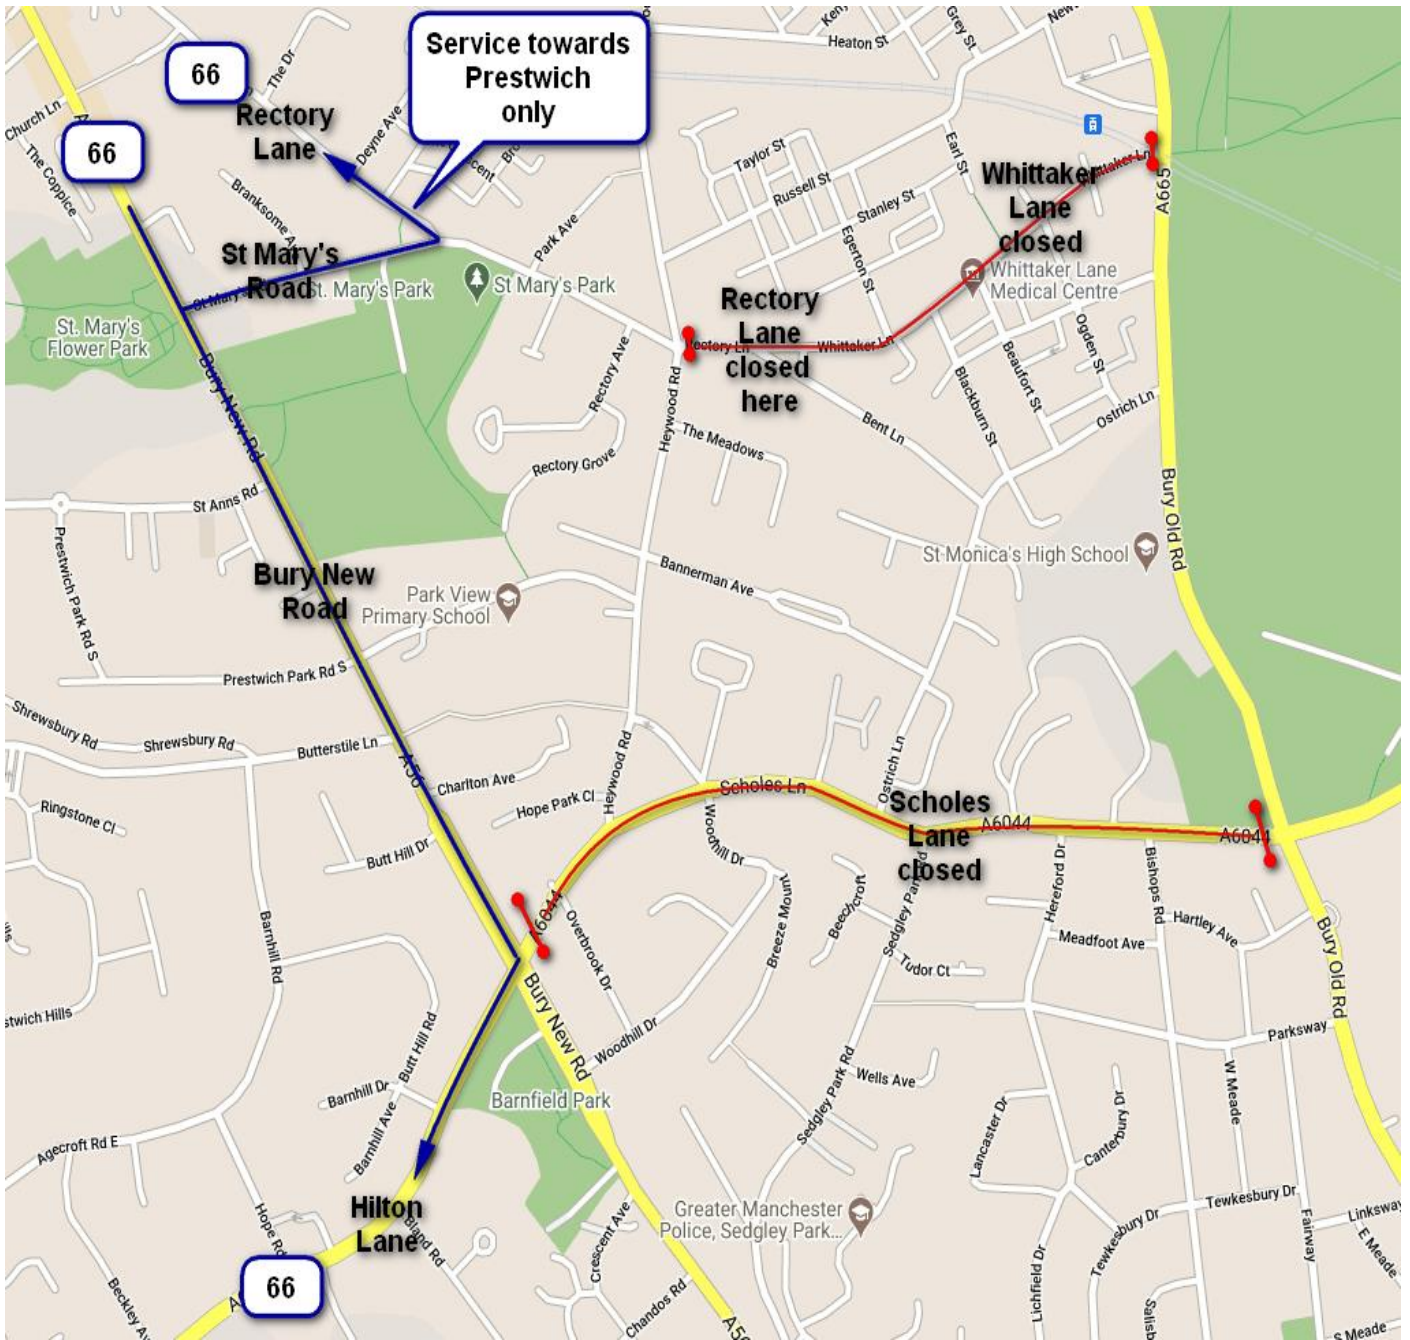 Service towards
Prestwich
only
66
Rectory
Lane
66
St Mary's
Road
Whittaker
Lane
closed
Rectory
Lane
closed
here
Bury New
Road
Scholes
Lane
closed
Hilton
Lane
66
Heaton St
Grey St
Church Ln
The Dr
The Coppice
Deyne Ave
Taylor St
Russell St
Stanley St
Earl St
Egerton St
A665
Park Ave
St. Mary's Park
St Mary's Park
St. Mary's
Flower Park
Whittaker Lane
Medical Centre
Whittaker Ln
Bury New Rd
Rectory Ave
Heywood Rd
Beaufort St
Ogden St
Blackburn St
Ostrich Ln
Bent Ln
The Meadows
Rectory Grove
St Anns Rd
Bury Old Rd
St Monica's High School
Bannerman Ave
Park View
Primary School
Prestwich Park Rd S
Prestwich Park Rd S
Shrewsbury Rd
Shrewsbury Rd
Butterstile Ln
A56
Charlton Ave
Hope Park Cl
Heywood Rd
Scholes Ln
Ostrich Ln
A6044
A6044
A6044
Ringstone Cl
Butt Hill Dr
Woodhill Dr
Hereford Dr
Bishops Rd
Barnhill Rd
Overbrook Dr
Breeze Mount
Beechcroft
Sedgley Park Rd
Tudor Ct
Meadfoot Ave
Hartley Ave
Bury Old Rd
Bury New Rd
Woodhill Dr
Butt Hill Rd
Barnhill Dr
Barnhill Ave
Barnfield Park
Sedgley Park Rd
Wells Ave
Parksway
W Meade
Lancaster Dr
Canterbury Dr
Agecroft Rd E
Hope Rd
Bland Rd
Beckley Ave
Crescent Ave
Chandos Rd
Greater Manchester
Police, Sedgley Park...
Lichfield Dr
Tewkesbury Dr
Tewkesbury Dr
Fairway
Linksway
E Meade
S Meade